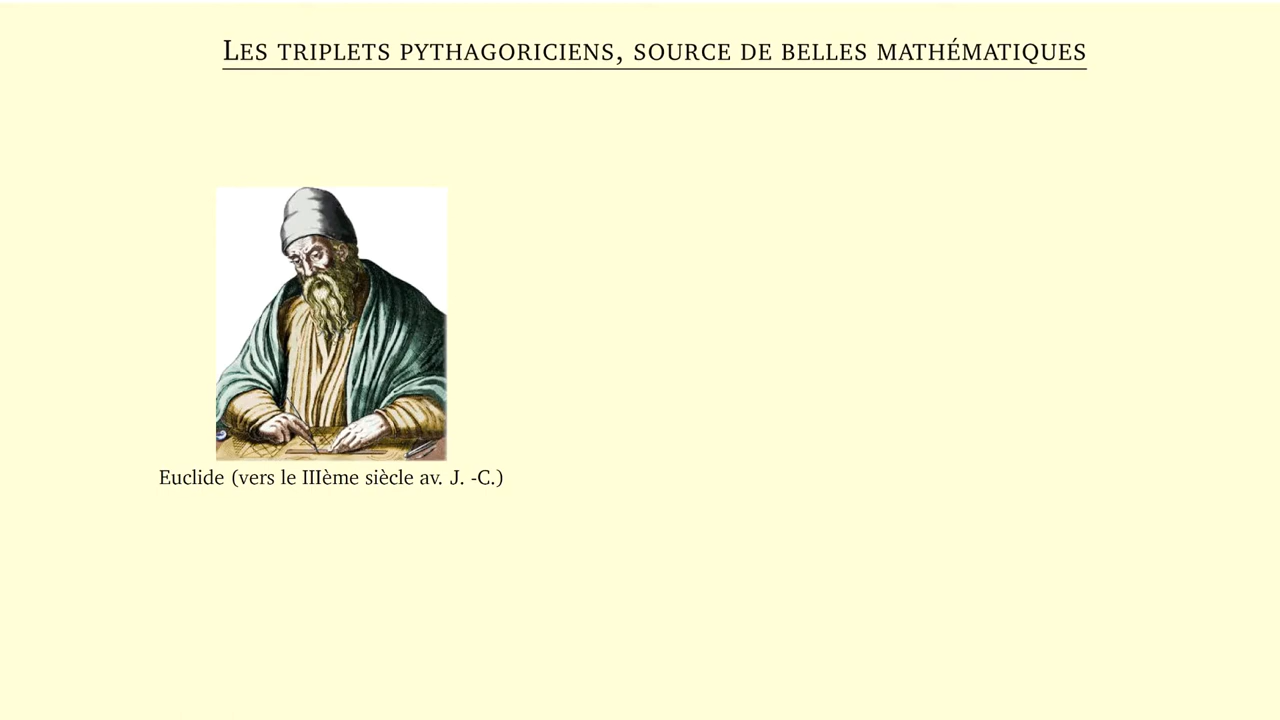 Les triplets pythagoriciens, source de belles mathématiques
Euclide (vers le IIIème siècle av. J. -C.)